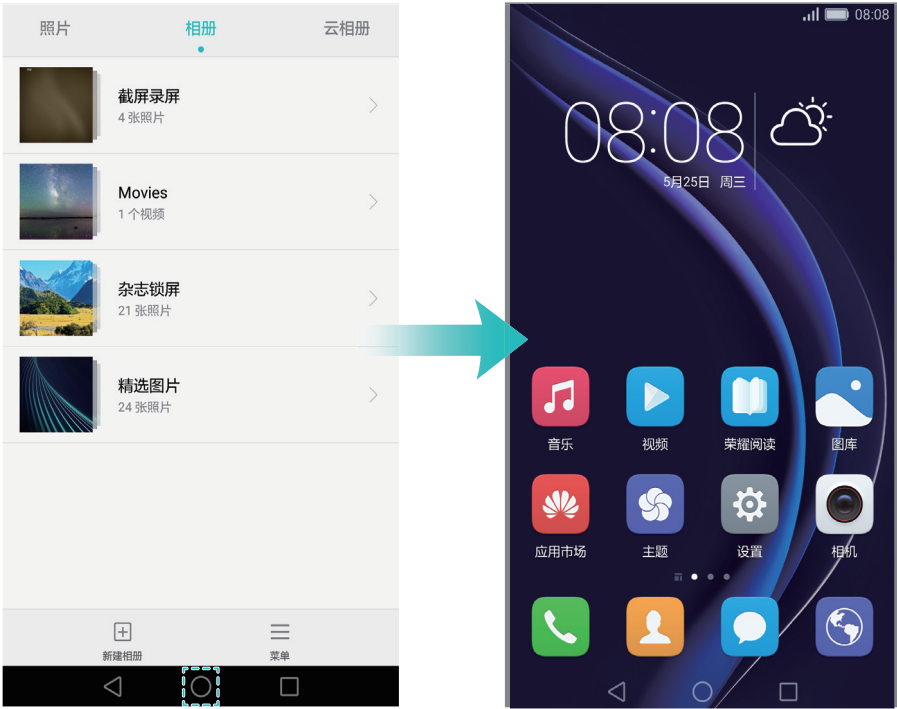 照片 相册 云相册
截屏录屏
4 张照片
Movies
1 个视频
杂志锁屏
21 张照片
精选图片
24 张照片
新建相册 菜单
08:08
08:08
5月25日 周三
音乐 视频 荣耀阅读 图库
应用市场 主题 设置 相机